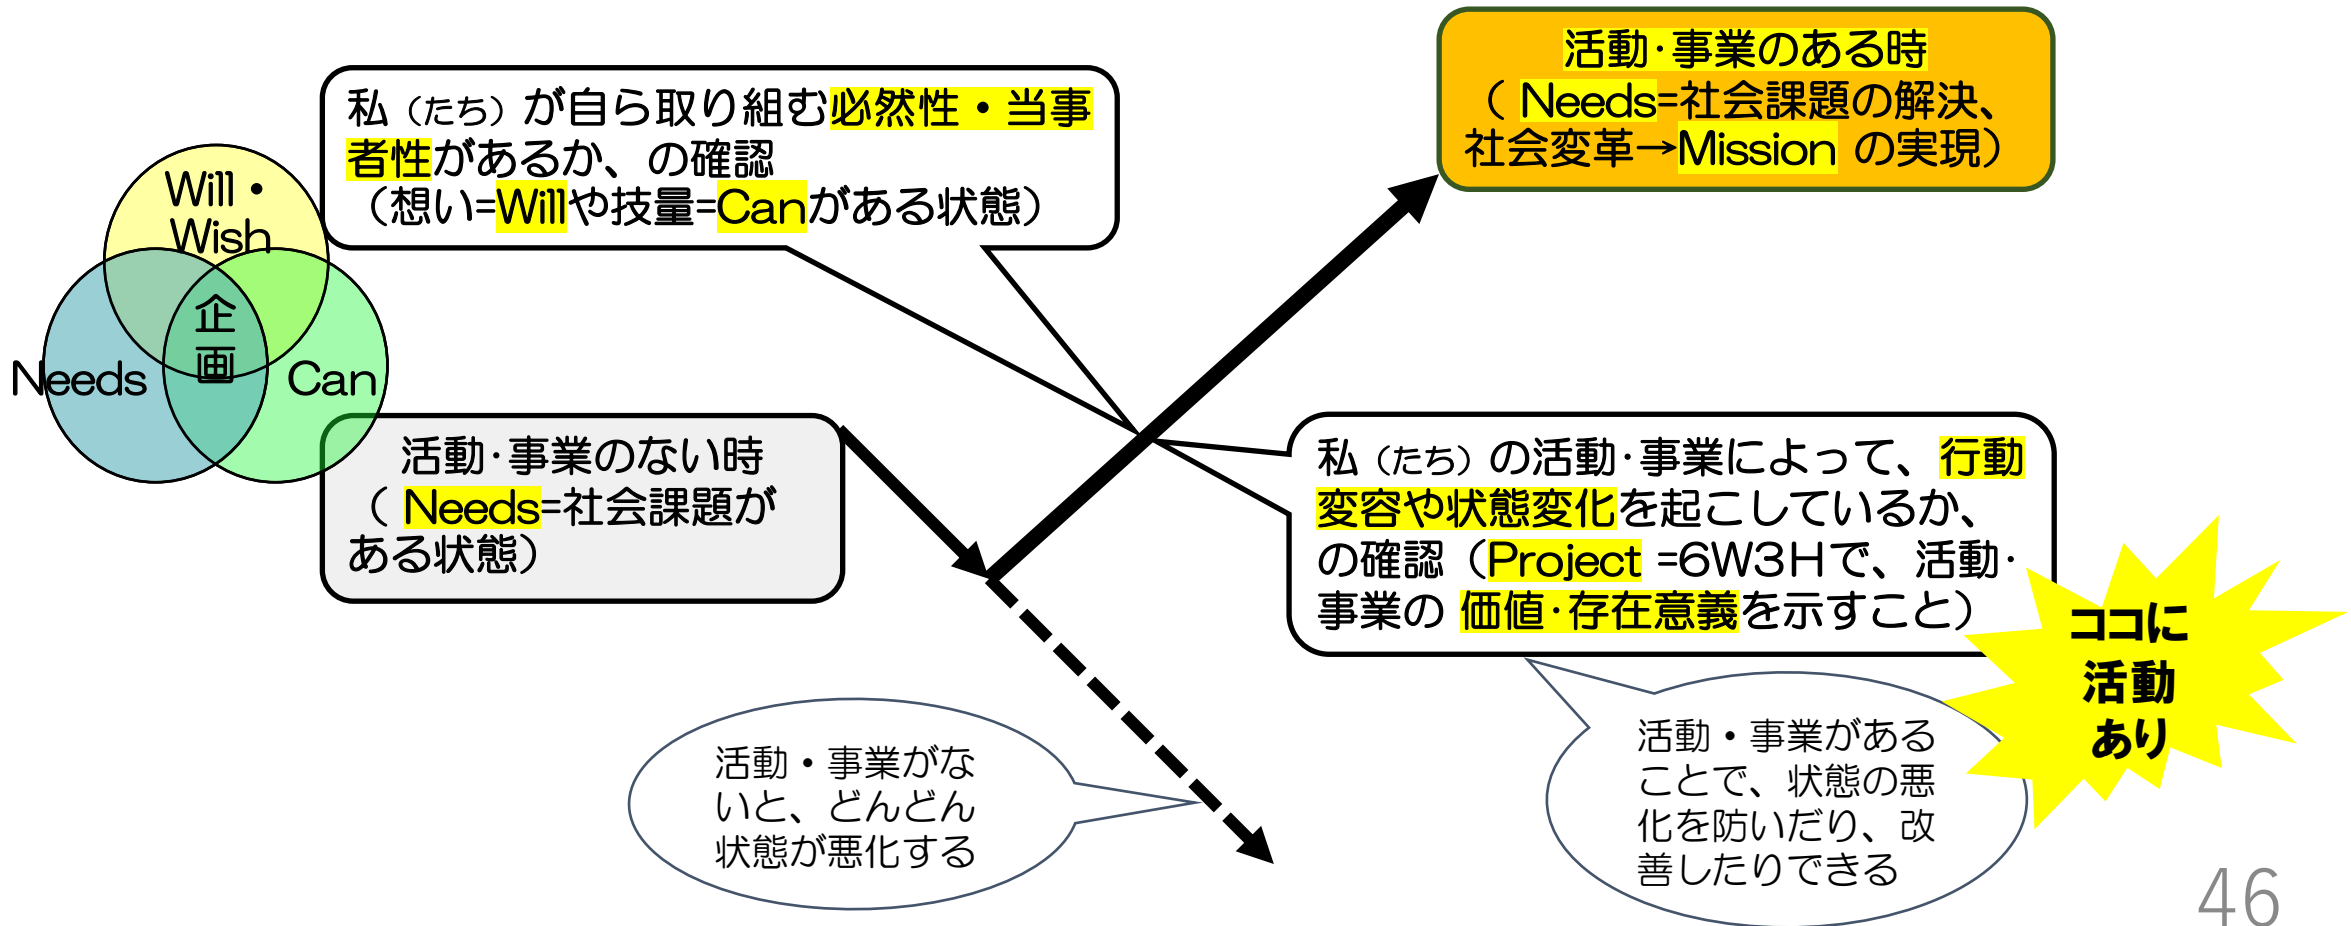 活動･事業のある時
（ Needs=社会課題の解決、
社会変革→Mission の実現）
私（たち）が自ら取り組む必然性・当事
者性があるか、の確認
（想い=Willや技量=Canがある状態）
Will・
Wish
企
画
Needs
Can
活動･事業のない時
（ Needs=社会課題が
ある状態）
私（たち）の活動･事業によって、行動
変容や状態変化を起こしているか、
の確認（Project =6W3Hで、活動･
事業の 価値･存在意義を示すこと）
ココに
活動
あり
活動・事業がな
いと、どんどん
状態が悪化する
活動・事業がある
ことで、状態の悪
化を防いだり、改
善したりできる
46